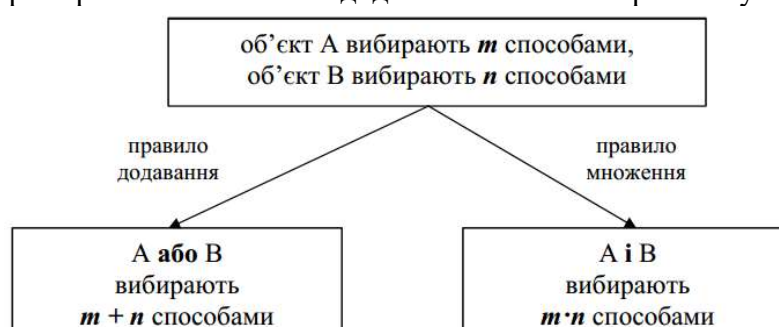 об’єкт А вибирають m способами,
об’єкт В вибирають n способами
правило
додавання
правило
множення
А або В
вибирають
m + n способами
А і В
вибирають
m·n способами